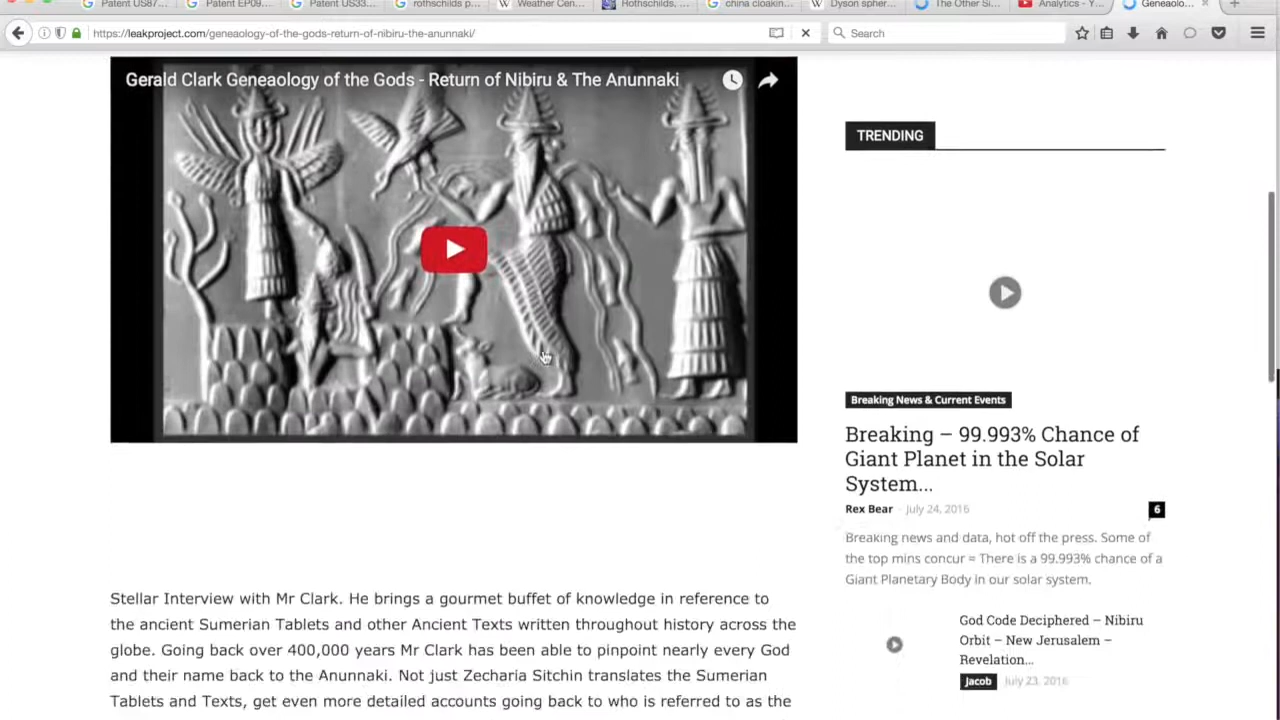 Patent US87...
Patent EP09...
Patent US33...
rothschilds p...
Weather Con...
Rothschilds, ...
china cloakin...
Dyson spher...
The Other Si...
Analytics - Y...
Genealo...
https://leakproject.com/geneaology-of-the-gods-return-of-nibiru-the-anunnaki/
Search
Gerald Clark Geneaology of the Gods - Return of Nibiru & The Anunnaki
Stellar Interview with Mr Clark. He brings a gourmet buffet of knowledge in reference to
the ancient Sumerian Tablets and other Ancient Texts written throughout history across the
globe. Going back over 400,000 years Mr Clark has been able to pinpoint nearly every God
and their name back to the Anunnaki. Not just Zecharia Sitchin translates the Sumerian
Tablets and Texts, get even more detailed accounts going back to who is referred to as the
TRENDING
Breaking News & Current Events
Breaking – 99.993% Chance of
Giant Planet in the Solar
System...
Rex Bear - July 24, 2016
6
Breaking news and data, hot off the press. Some of
the top mins concur = There is a 99.993% chance of a
Giant Planetary Body in our solar system.
God Code Deciphered – Nibiru
Orbit – New Jerusalem –
Revelation...
Jacob July 23, 2016